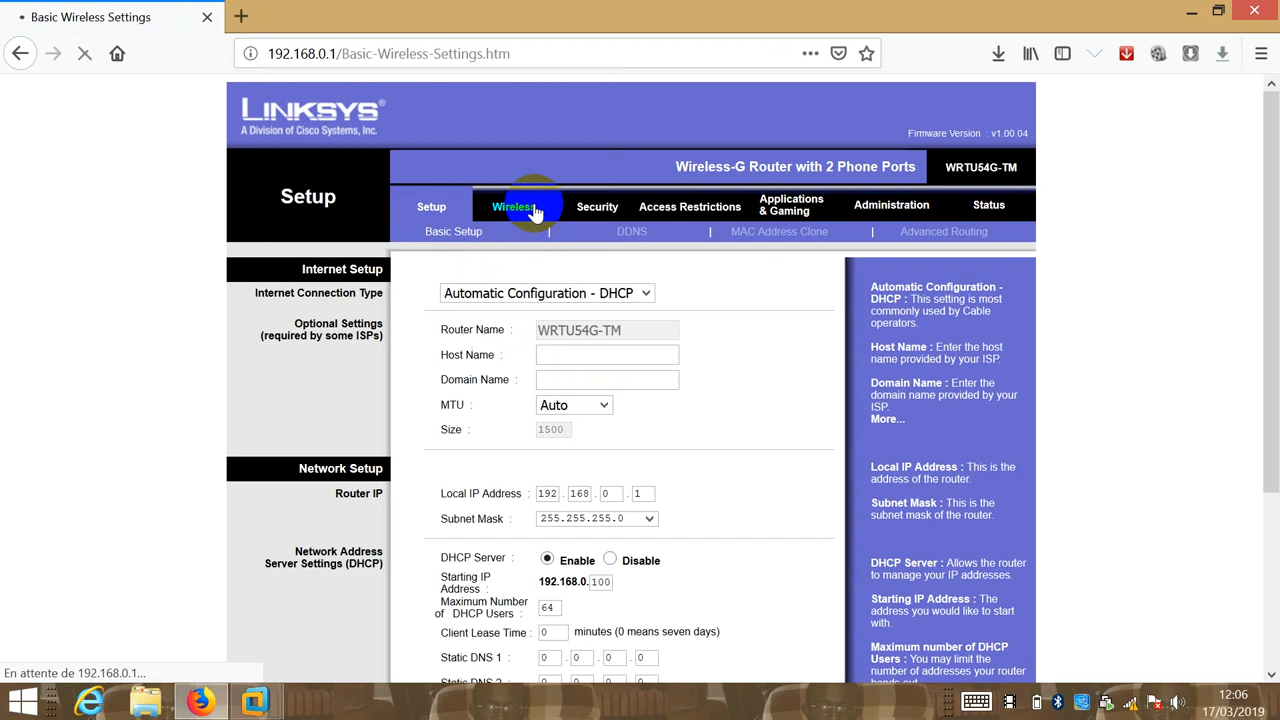 Basic Wireless Settings
192.168.0.1/Basic-Wireless-Settings.htm
LINKSYS®
A Division of Cisco Systems, Inc.
Firmware Version : v1.00.04
Wireless-G Router with 2 Phone Ports
WRTU54G-TM
Setup
Setup
Wireless
Security
Access Restrictions
Applications & Gaming
Administration
Status
Basic Setup | DDNS | MAC Address Clone | Advanced Routing
Internet Setup
Internet Connection Type
Automatic Configuration - DHCP
Optional Settings
(required by some ISPs)
Router Name : WRTU54G-TM
Host Name :
Domain Name :
MTU : Auto
Size : 1500
Network Setup
Router IP
Local IP Address : 192 . 168 . 0 . 1
Subnet Mask : 255.255.255.0
Network Address
Server Settings (DHCP)
DHCP Server : Enable Disable
Starting IP
Address : 192.168.0. 100
Maximum Number
of DHCP Users : 64
Client Lease Time : 0 minutes (0 means seven days)
Static DNS 1 : 0 . 0 . 0 . 0
Static DNS 2 : 0 . 0 . 0 . 0
Automatic Configuration -
DHCP : This setting is most
commonly used by Cable
operators.
Host Name : Enter the host
name provided by your ISP.
Domain Name : Enter the
domain name provided by your
ISP.
More...
Local IP Address : This is the
address of the router.
Subnet Mask : This is the
subnet mask of the router.
DHCP Server : Allows the router
to manage your IP addresses.
Starting IP Address : The
address you would like to start
with.
Maximum number of DHCP
Users : You may limit the
number of addresses your router
hands out.
En attente de 192.168.0.1...
12:06
17/03/2019